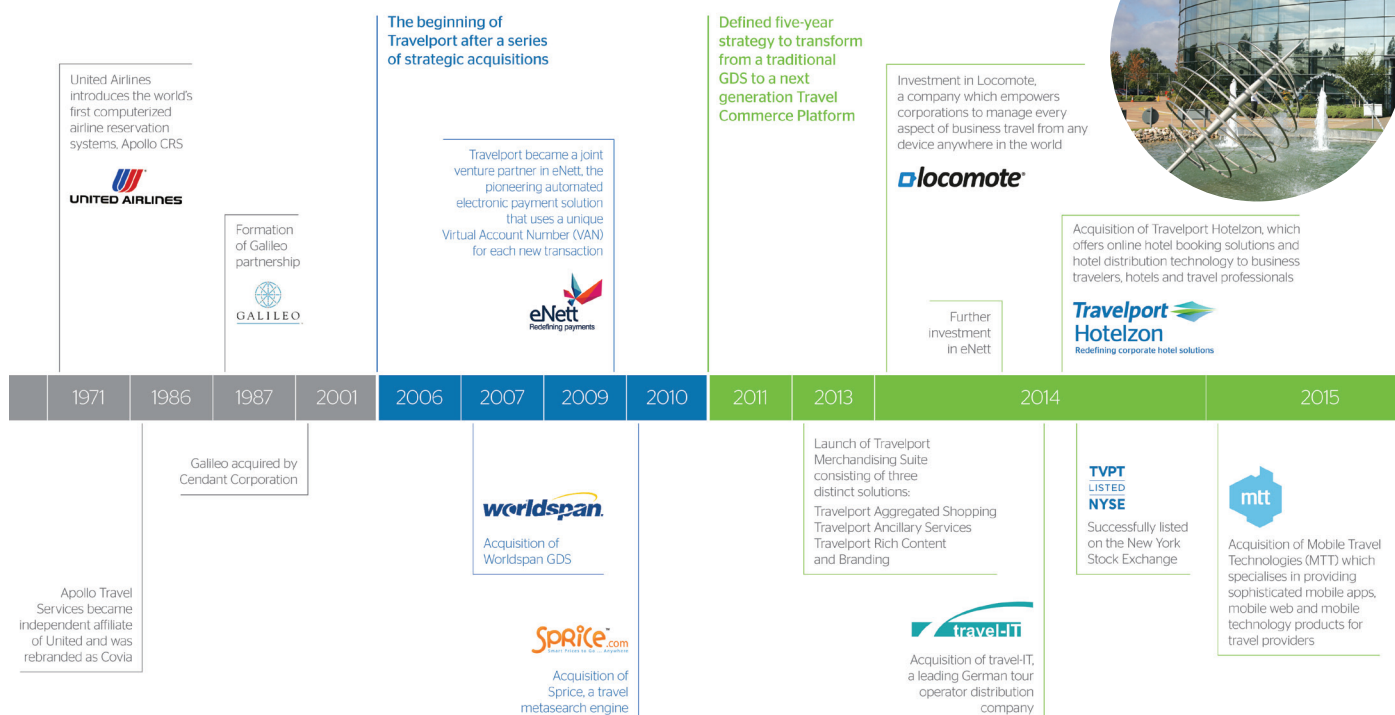 The beginning of
Travelport after a series
of strategic acquisitions
Defined five-year
strategy to transform
from a traditional
GDS to a next
generation Travel
Commerce Platform
United Airlines
introduces the world's
first computerized
airline reservation
systems, Apollo CRS
UNITED AIRLINES
Formation
of Galileo
partnership
GALILEO
Travelport became a joint
venture partner in eNett, the
pioneering automated
electronic payment solution
that uses a unique
Virtual Account Number (VAN)
for each new transaction
eNett
Redefining payments
Investment in Locomote,
a company which empowers
corporations to manage every
aspect of business travel from any
device anywhere in the world
locomote
Further
investment
in eNett
Acquisition of Travelport Hotelzon, which
offers online hotel booking solutions and
hotel distribution technology to business
travelers, hotels and travel professionals
Travelport
Hotelzon
Redefining corporate hotel solutions
1971 1986 1987 2001 2006 2007 2009 2010 2011 2013 2014 2015
Apollo Travel
Services became
independent affiliate
of United and was
rebranded as Covia
Galileo acquired by
Cendant Corporation
worldspan.
Acquisition of
Worldspan GDS
SPRiCe.com™
Smart Prices to Go ... Anywhere
Acquisition of
Sprice, a travel
metasearch engine
Launch of Travelport
Merchandising Suite
consisting of three
distinct solutions:
Travelport Aggregated Shopping
Travelport Ancillary Services
Travelport Rich Content
and Branding
travel-IT
Acquisition of travel-IT,
a leading German tour
operator distribution
company
TVPT
LISTED
NYSE
Successfully listed
on the New York
Stock Exchange
mtt
Acquisition of Mobile Travel
Technologies (MTT) which
specialises in providing
sophisticated mobile apps,
mobile web and mobile
technology products for
travel providers